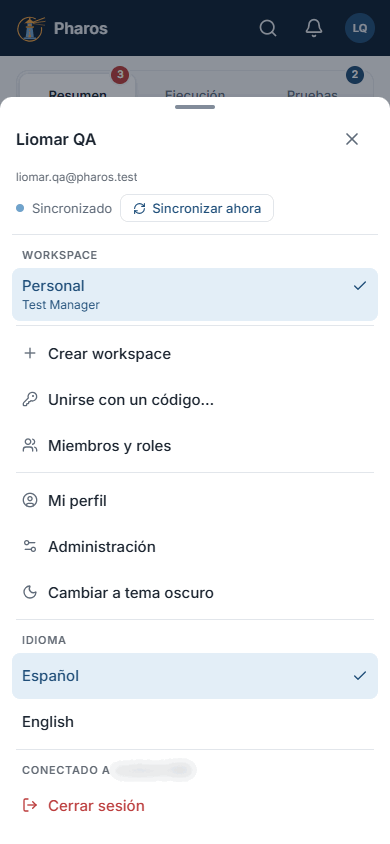 Pharos
LQ
3
2
Resumen
Ejecución
Pruebas
Liomar QA
liomar.qa@pharos.test
Sincronizado
Sincronizar ahora
WORKSPACE
Personal
Test Manager
Crear workspace
Unirse con un código...
Miembros y roles
Mi perfil
Administración
Cambiar a tema oscuro
IDIOMA
Español
English
CONECTADO A
Cerrar sesión